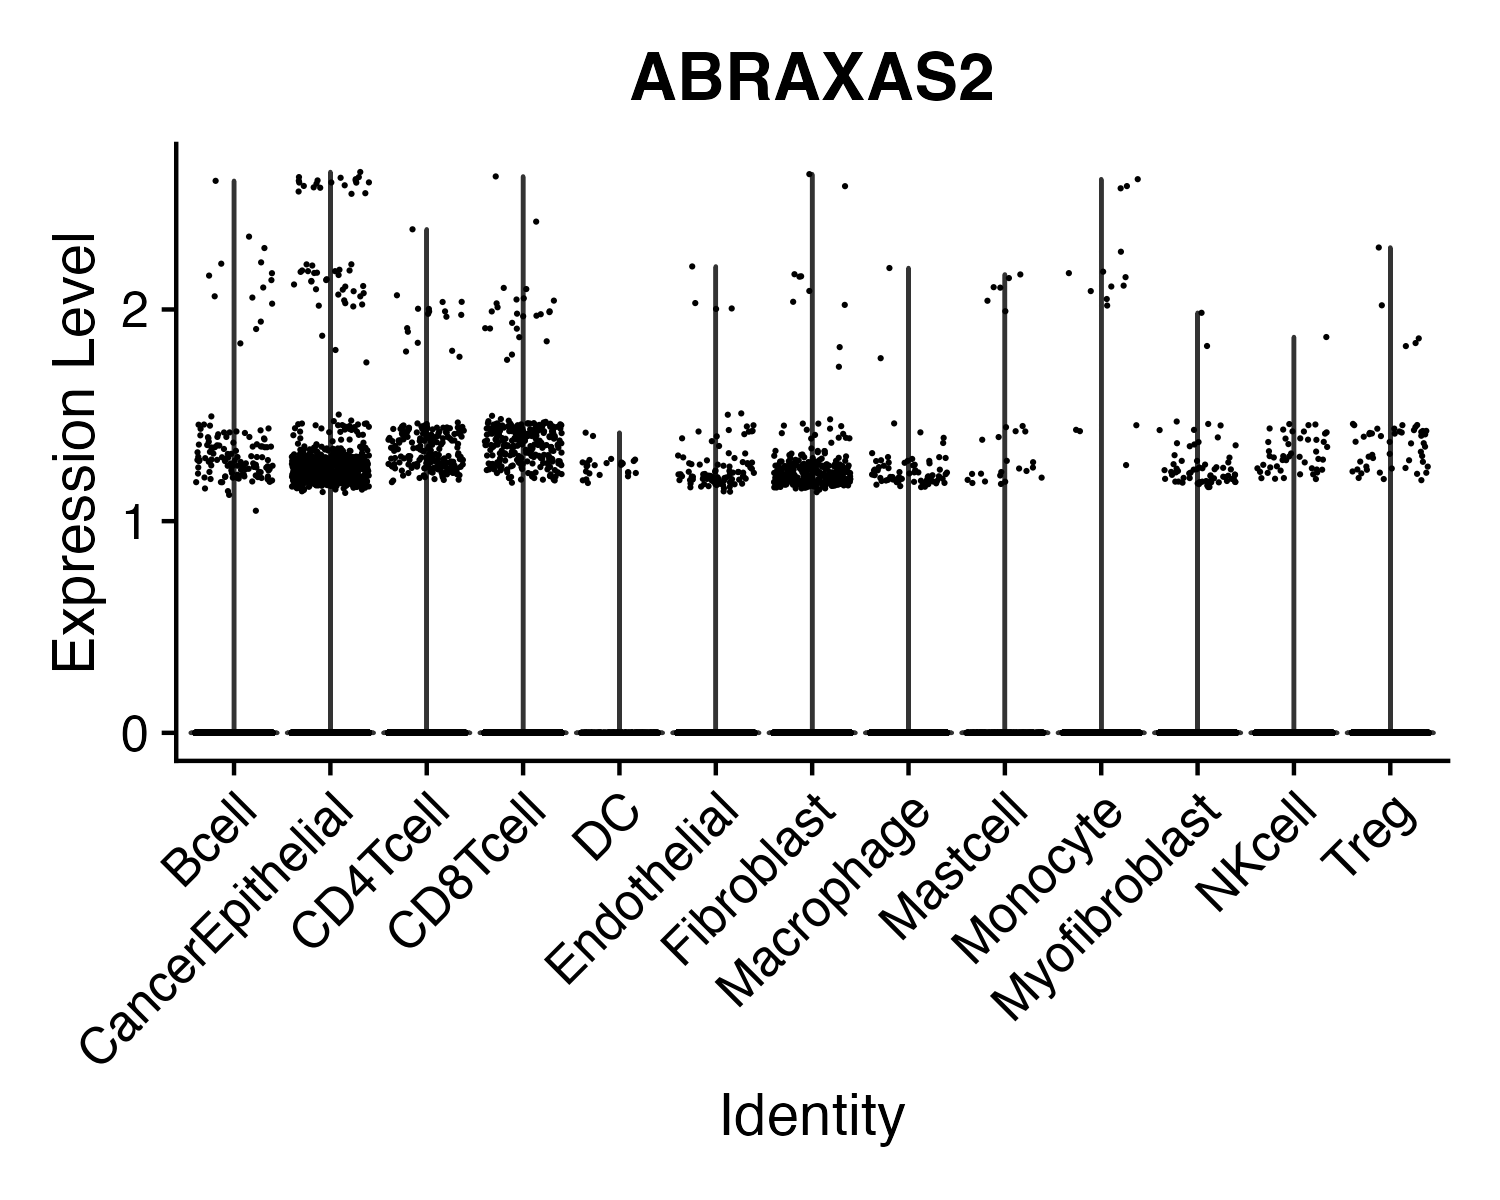 ABRAXAS2
Expression Level
2
1
0
Bcell
CancerEpithelial
CD4Tcell
CD8Tcell
DC
Endothelial
Fibroblast
Macrophage
Mastcell
Monocyte
Myofibroblast
NKcell
Treg
Identity